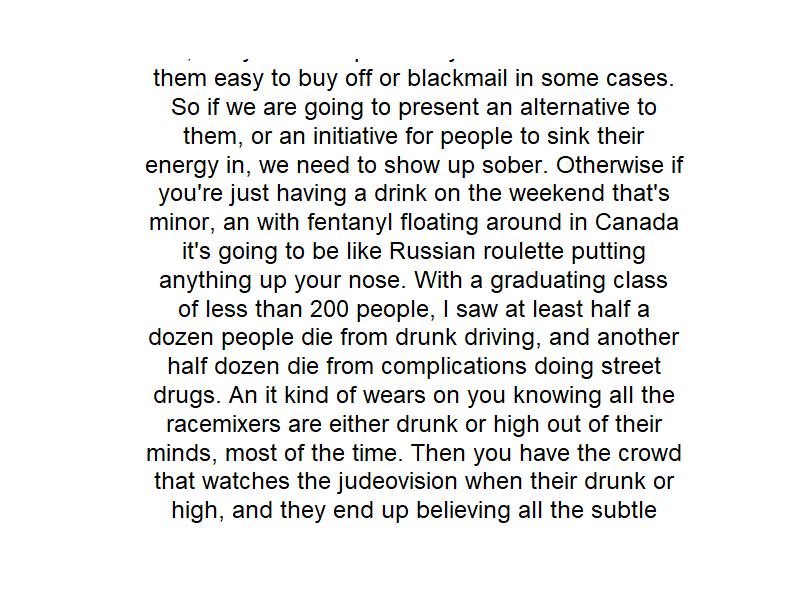 them easy to buy off or blackmail in some cases.
So if we are going to present an alternative to
them, or an initiative for people to sink their
energy in, we need to show up sober. Otherwise if
you're just having a drink on the weekend that's
minor, an with fentanyl floating around in Canada
it's going to be like Russian roulette putting
anything up your nose. With a graduating class
of less than 200 people, I saw at least half a
dozen people die from drunk driving, and another
half dozen die from complications doing street
drugs. An it kind of wears on you knowing all the
racemixers are either drunk or high out of their
minds, most of the time. Then you have the crowd
that watches the judeovision when their drunk or
high, and they end up believing all the subtle